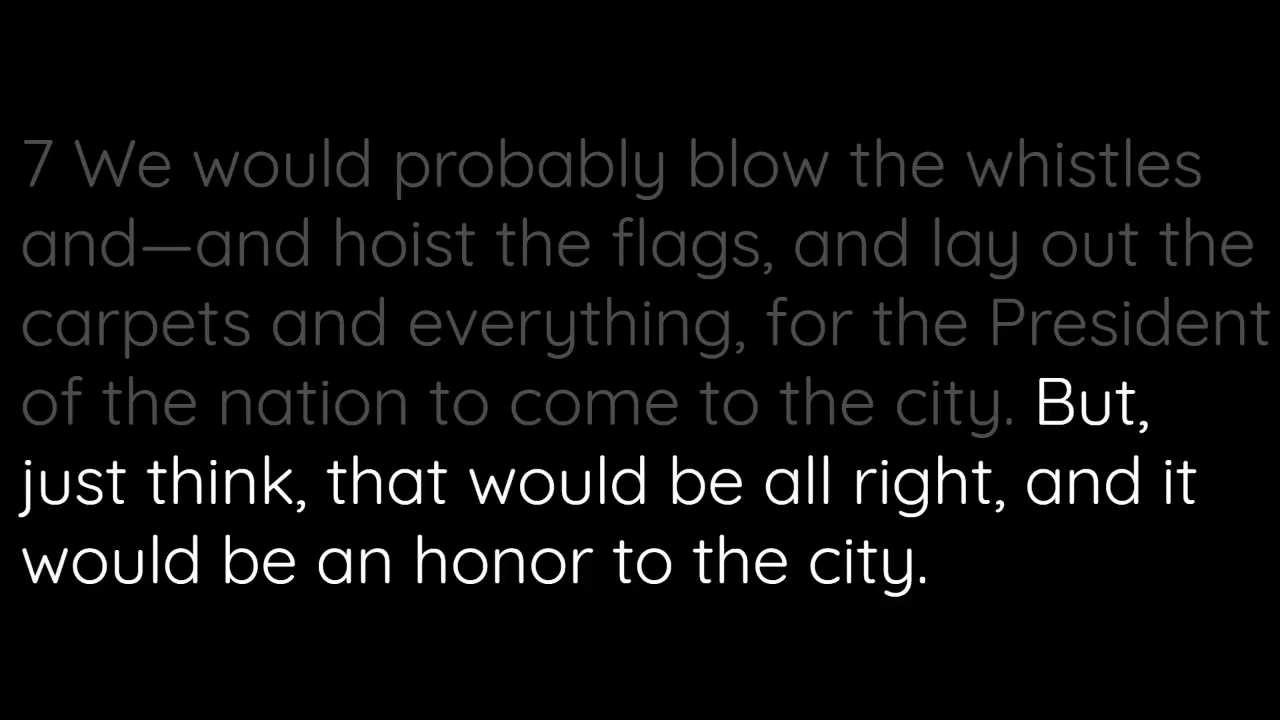 7 We would probably blow the whistles
and—and hoist the flags, and lay out the
carpets and everything, for the President
of the nation to come to the city. But,
just think, that would be all right, and it
would be an honor to the city.